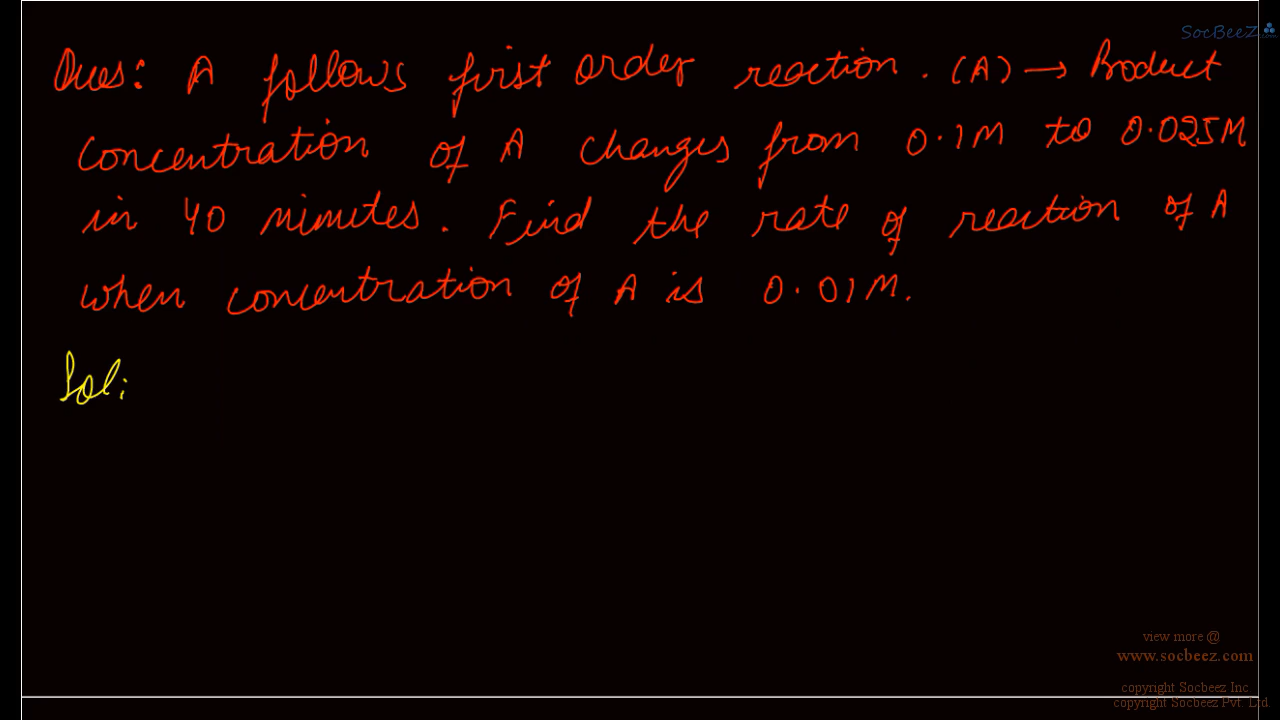 SocBeeZ.com
Ques: A follows first order reaction. (A) → Product
concentration of A changes from 0.1M to 0.025M
in 40 minutes. Find the rate of reaction of A
when concentration of A is 0.01M.
Sol:
view more @
www.socbeez.com
copyright Socbeez Inc
copyright Socbeez Pvt. Ltd.